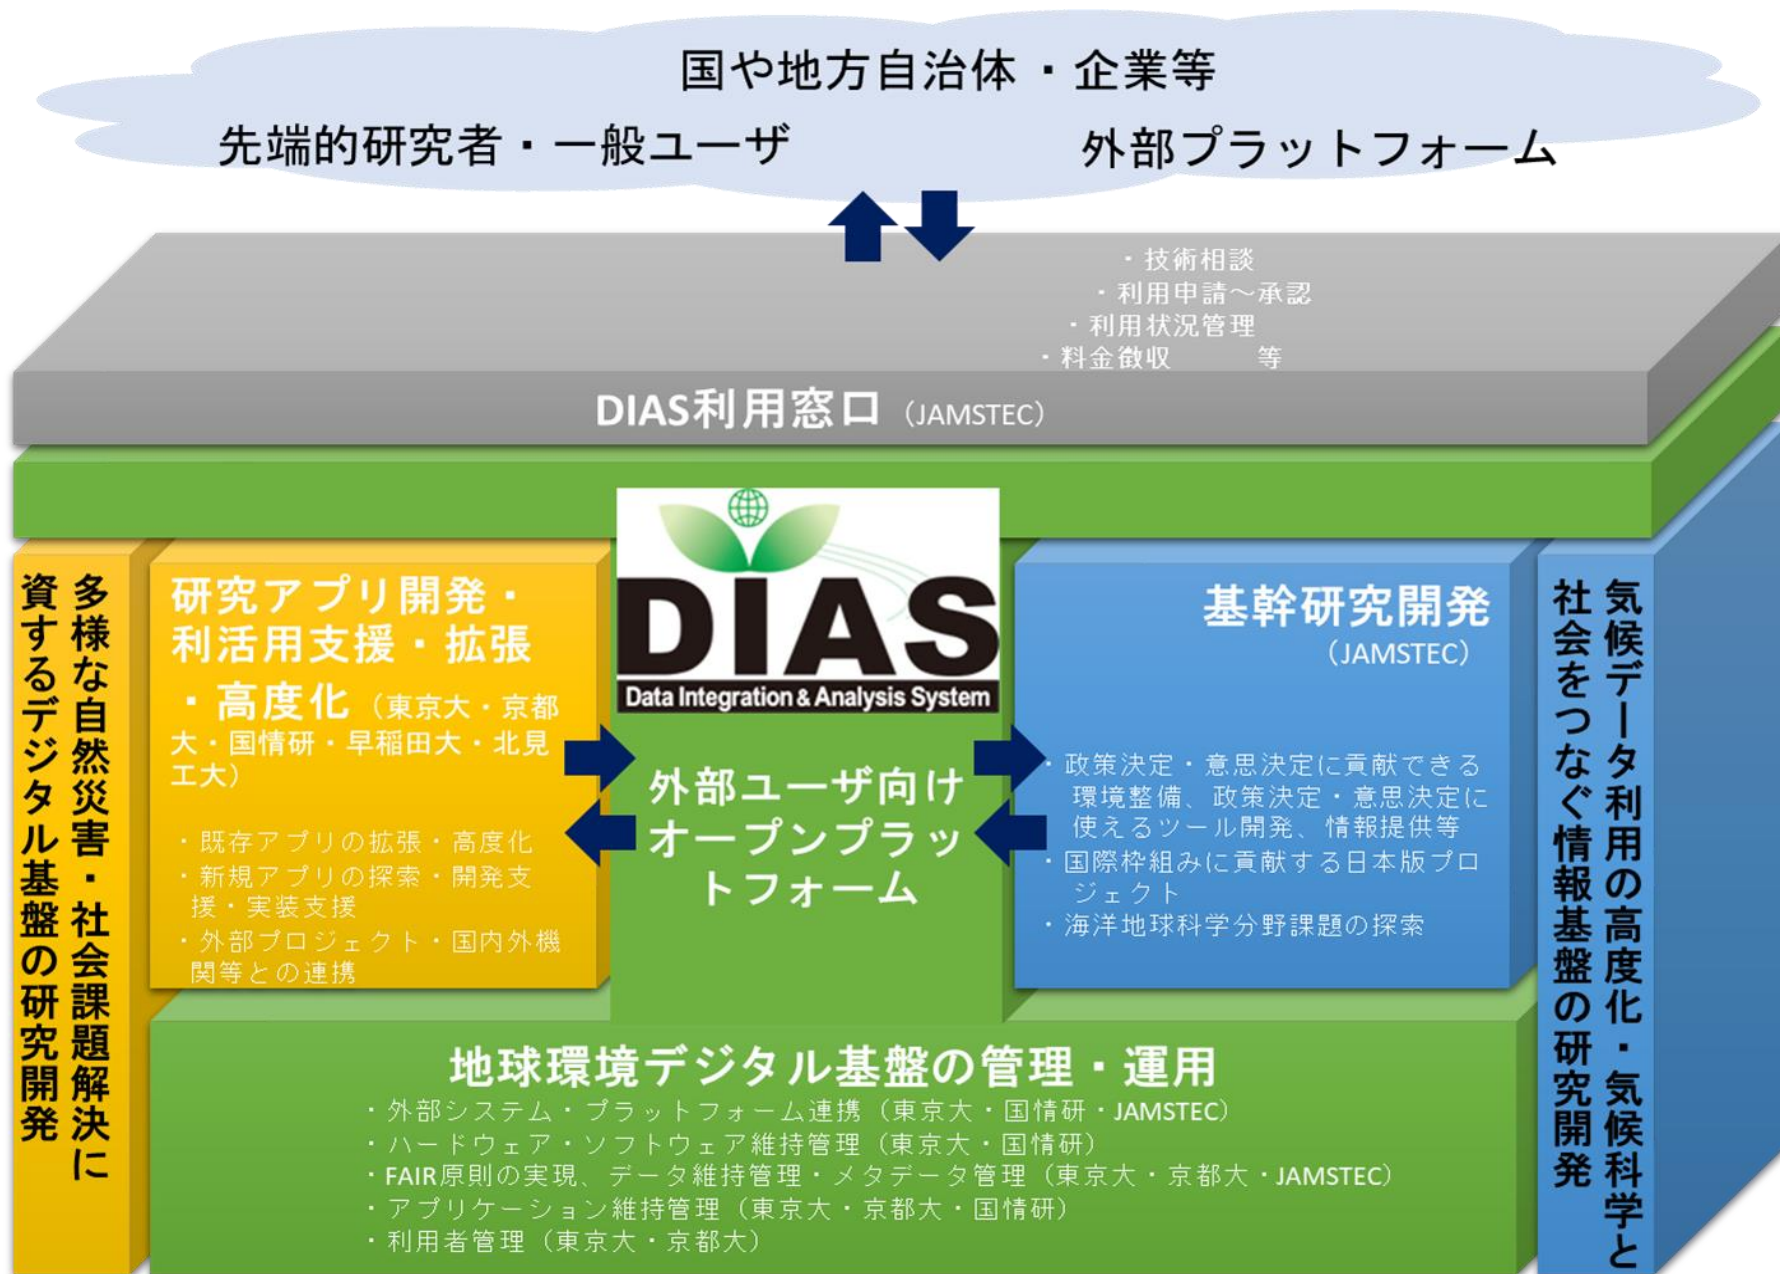 国や地方自治体・企業等
先端的研究者・一般ユーザ
外部プラットフォーム
・技術相談
・利用申請～承認
・利用状況管理
・料金徴収 等
DIAS利用窓口（JAMSTEC）
多様な自然災害・社会課題解決に
資するデジタル基盤の研究開発
研究アプリ開発・
利活用支援・拡張
・高度化（東京大・京都
大・国情研・早稲田大・北見
工大）
・既存アプリの拡張・高度化
・新規アプリの探索・開発支
援・実装支援
・外部プロジェクト・国内外機
関等との連携
DIAS
Data Integration & Analysis System
外部ユーザ向け
オープンプラッ
トフォーム
基幹研究開発
（JAMSTEC）
・政策決定・意思決定に貢献できる
環境整備、政策決定・意思決定に
使えるツール開発、情報提供等
・国際枠組みに貢献する日本版プロ
ジェクト
・海洋地球科学分野課題の探索
気候データ利用の高度化・気候科学と
社会をつなぐ情報基盤の研究開発
地球環境デジタル基盤の管理・運用
・外部システム・プラットフォーム連携（東京大・国情研・JAMSTEC）
・ハードウェア・ソフトウェア維持管理（東京大・国情研）
・FAIR原則の実現、データ維持管理・メタデータ管理（東京大・京都大・JAMSTEC）
・アプリケーション維持管理（東京大・京都大・国情研）
・利用者管理（東京大・京都大）